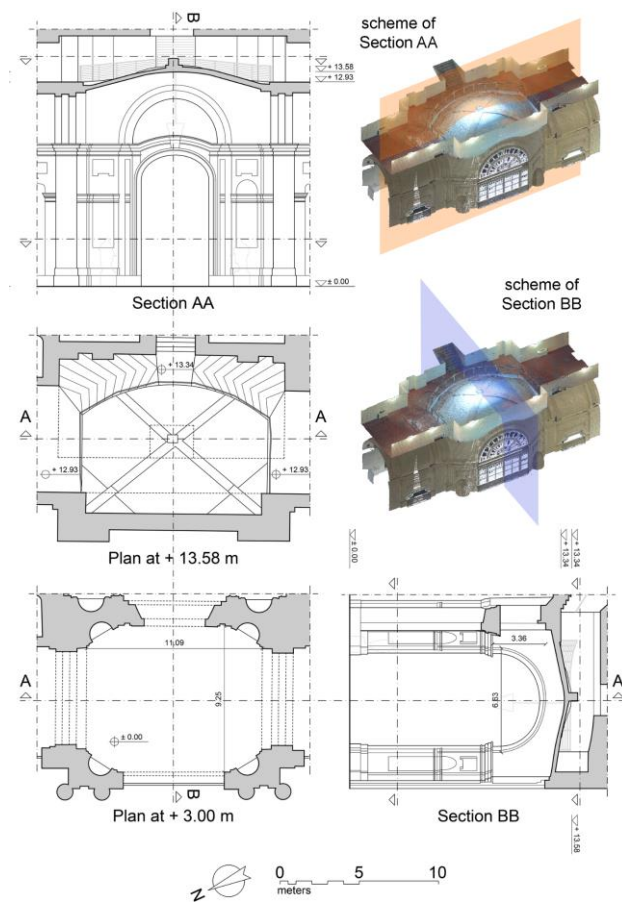 B
scheme of
Section AA
+ 13.58
+ 12.93
± 0.00
Section AA
scheme of
Section BB
+ 13.34
A
A
+ 12.93
+ 12.93
Plan at + 13.58 m
± 0.00
+ 13.34
+ 13.34
11.09
3.36
A
A
A
9.25
6.63
± 0.00
B
Plan at + 3.00 m
Section BB
+ 13.58
N
0
5
10
meters